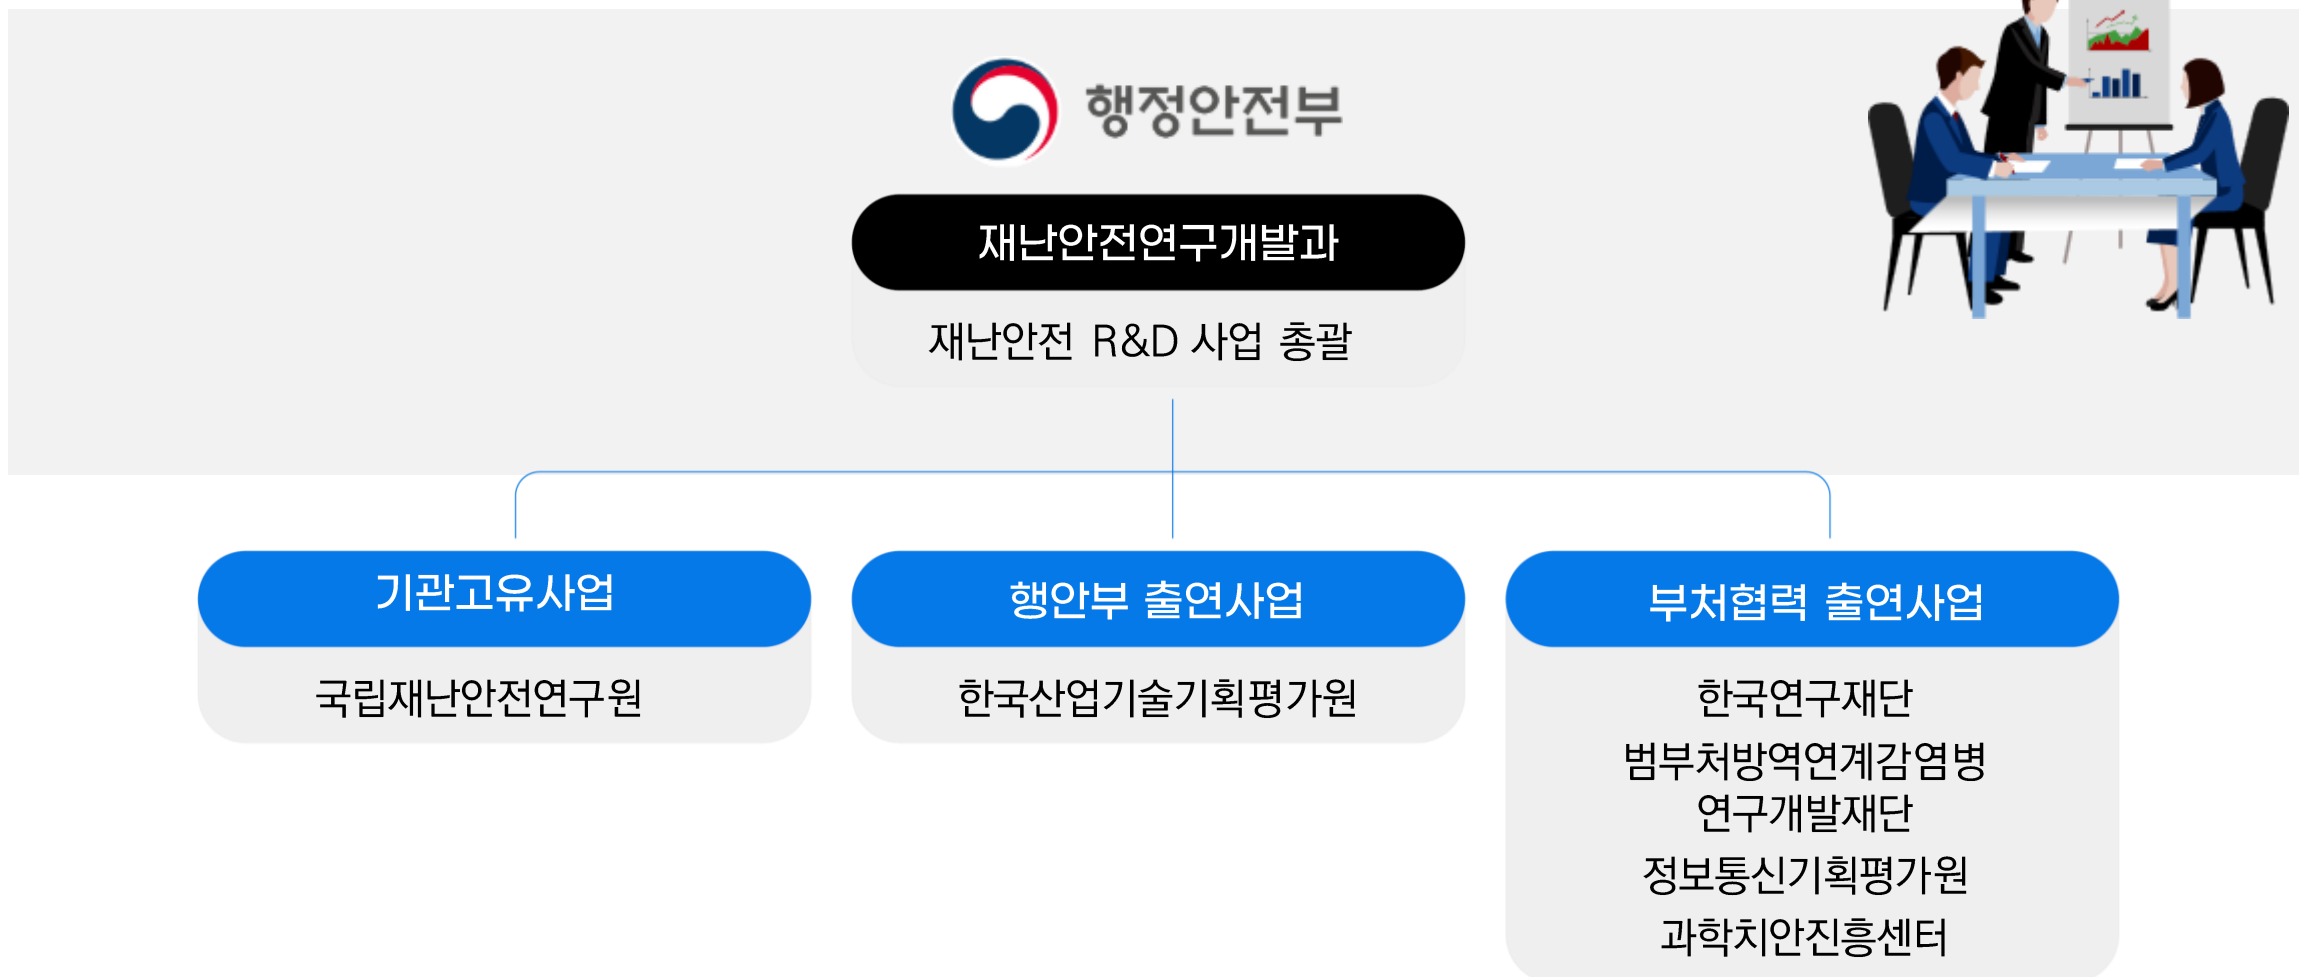 행정안전부
재난안전연구개발과
재난안전 R&D 사업 총괄
기관고유사업
국립재난안전연구원
행안부 출연사업
한국산업기술기획평가원
부처협력 출연사업
한국연구재단
범부처방역연계감염병
연구개발재단
정보통신기획평가원
과학치안진흥센터